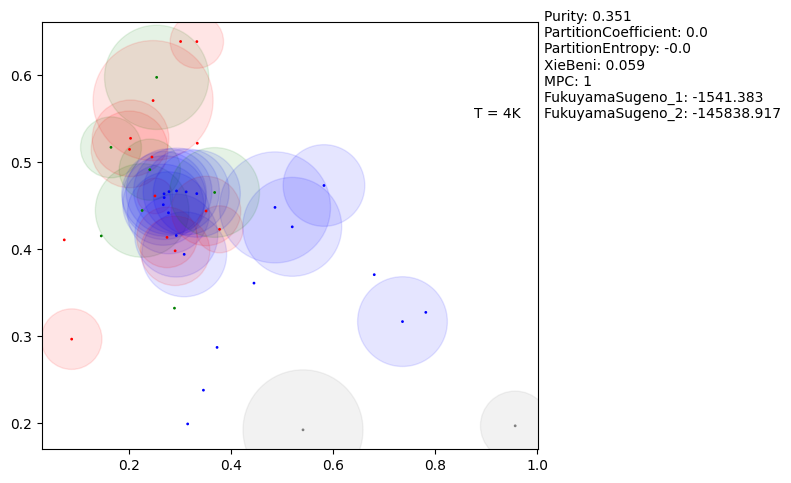 Purity: 0.351
PartitionCoefficient: 0.0
PartitionEntropy: -0.0
XieBeni: 0.059
MPC: 1
FukuyamaSugeno_1: -1541.383
FukuyamaSugeno_2: -145838.917
T = 4K
0.6
0.5
0.4
0.3
0.2
0.2
0.4
0.6
0.8
1.0